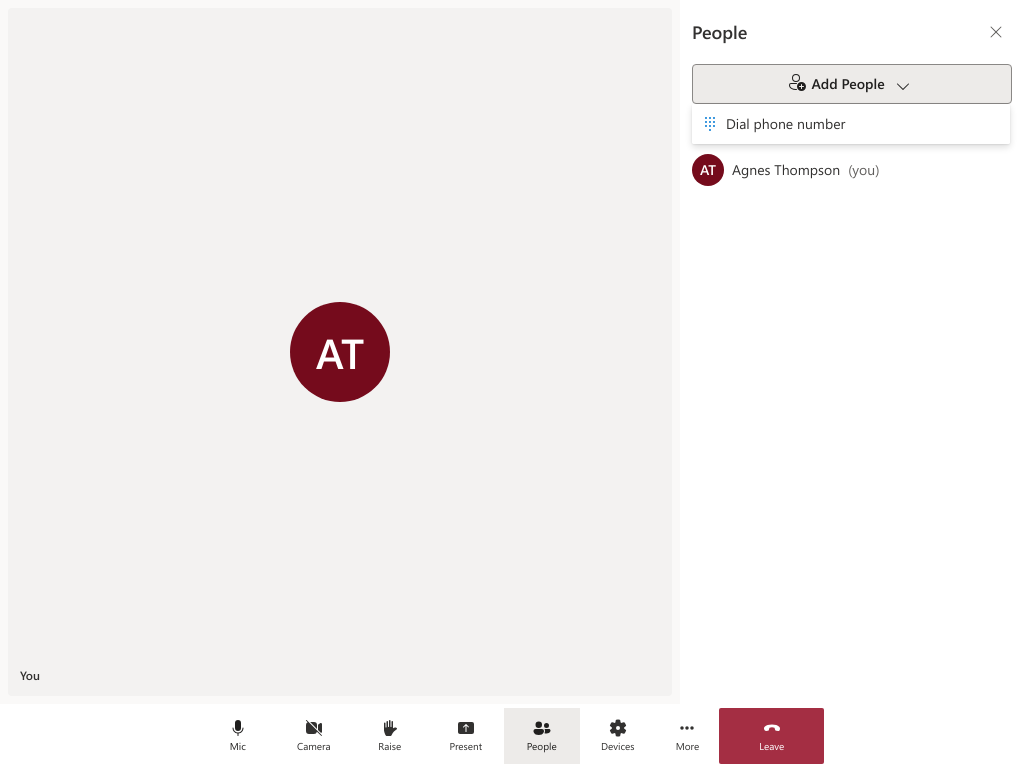 People
Add People
Dial phone number
AT Agnes Thompson (you)
AT
You
Mic Camera Raise Present People Devices More Leave